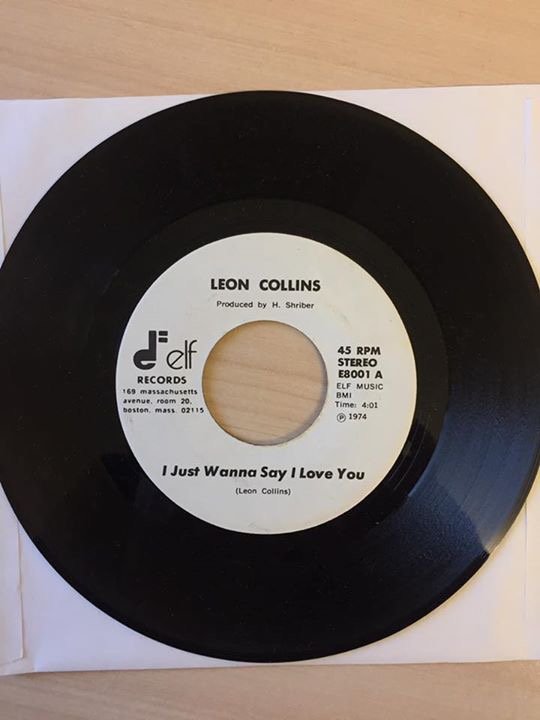 LEON COLLINS
Produced by H. Shriber
elf
RECORDS
169 massachusetts
avenue, room 20,
boston, mass. 02115
45 RPM
STEREO
E8001 A
ELF MUSIC
BMI
Time: 4:01
℗ 1974
I Just Wanna Say I Love You
(Leon Collins)